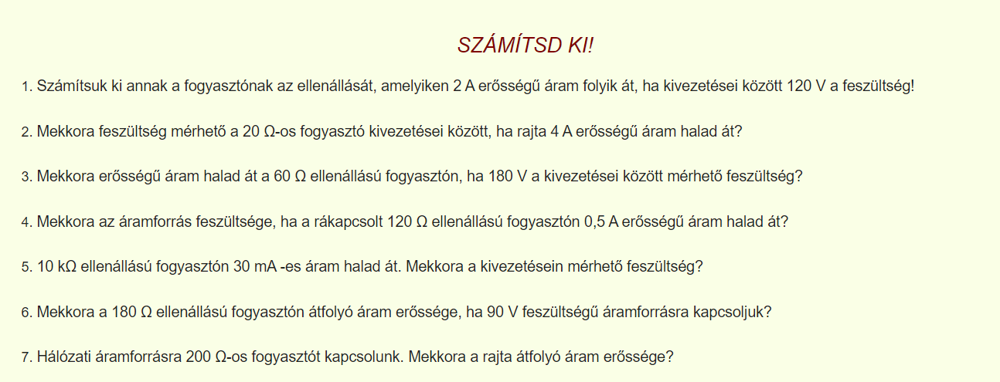 SZÁMÍTSD KI!
1. Számítsuk ki annak a fogyasztónak az ellenállását, amelyiken 2 A erősségű áram folyik át, ha kivezetései között 120 V a feszültség!
2. Mekkora feszültség mérhető a 20 Ω-os fogyasztó kivezetései között, ha rajta 4 A erősségű áram halad át?
3. Mekkora erősségű áram halad át a 60 Ω ellenállású fogyasztón, ha 180 V a kivezetései között mérhető feszültség?
4. Mekkora az áramforrás feszültsége, ha a rákapcsolt 120 Ω ellenállású fogyasztón 0,5 A erősségű áram halad át?
5. 10 kΩ ellenállású fogyasztón 30 mA -es áram halad át. Mekkora a kivezetésein mérhető feszültség?
6. Mekkora a 180 Ω ellenállású fogyasztón átfolyó áram erőssége, ha 90 V feszültségű áramforrásra kapcsoljuk?
7. Hálózati áramforrásra 200 Ω-os fogyasztót kapcsolunk. Mekkora a rajta átfolyó áram erőssége?